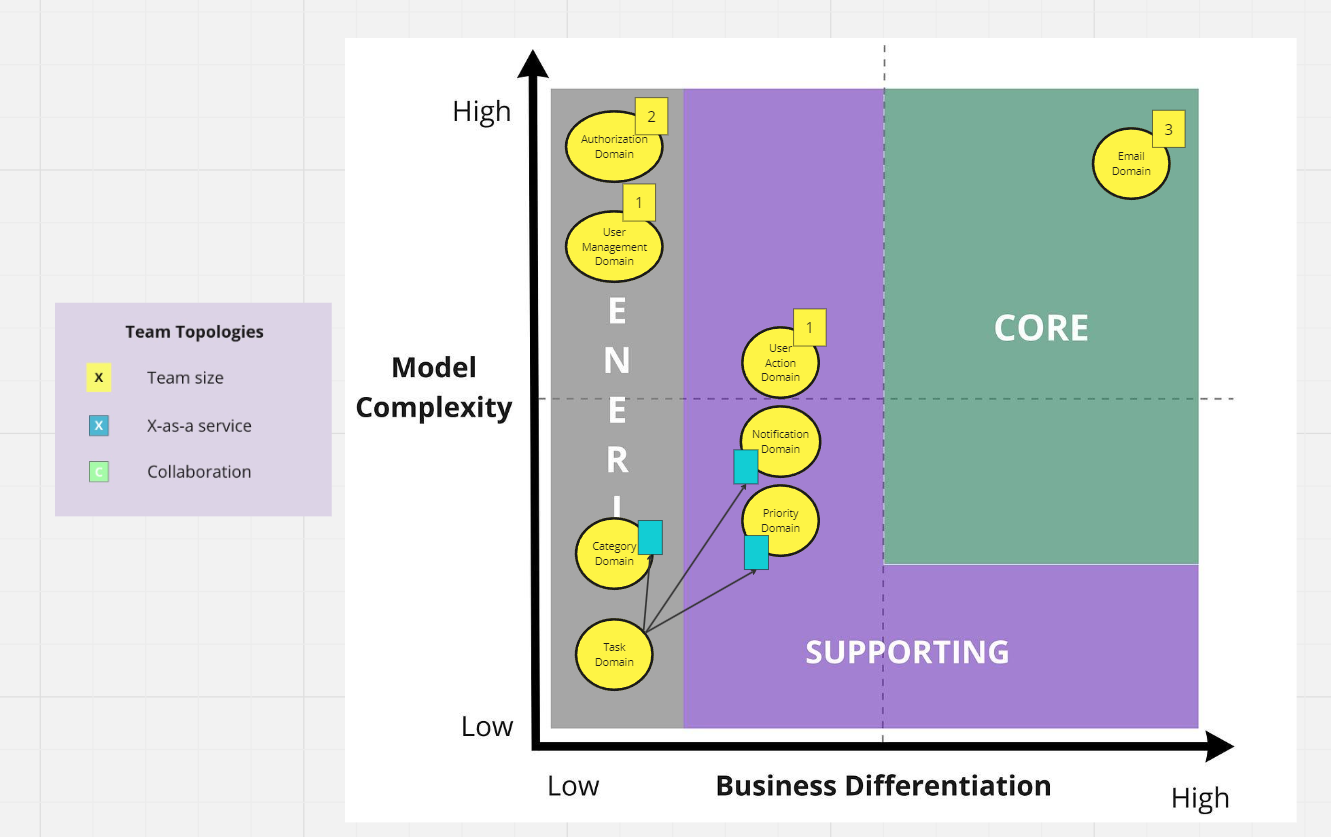 Team Topologies
X
Team size
X
X-as-a service
C
Collaboration
High
Model
Complexity
Low
Authorization
Domain
2
User
Management
Domain
1
E
N
E
R
I
Category
Domain
Task
Domain
User
Action
Domain
1
Notification
Domain
Priority
Domain
Email
Domain
3
CORE
SUPPORTING
Low
Business Differentiation
High